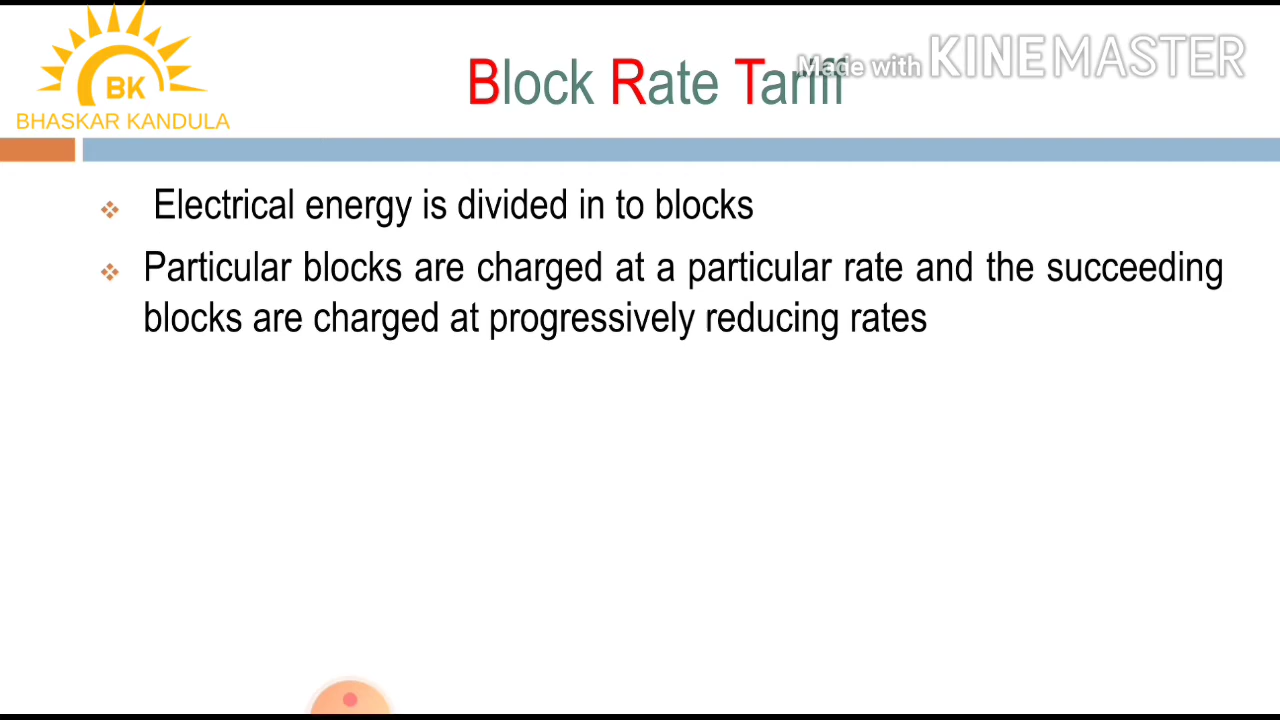 BK
BHASKAR KANDULA
Block Rate Tariff
Made with KINEMASTER
Electrical energy is divided in to blocks
Particular blocks are charged at a particular rate and the succeeding
blocks are charged at progressively reducing rates